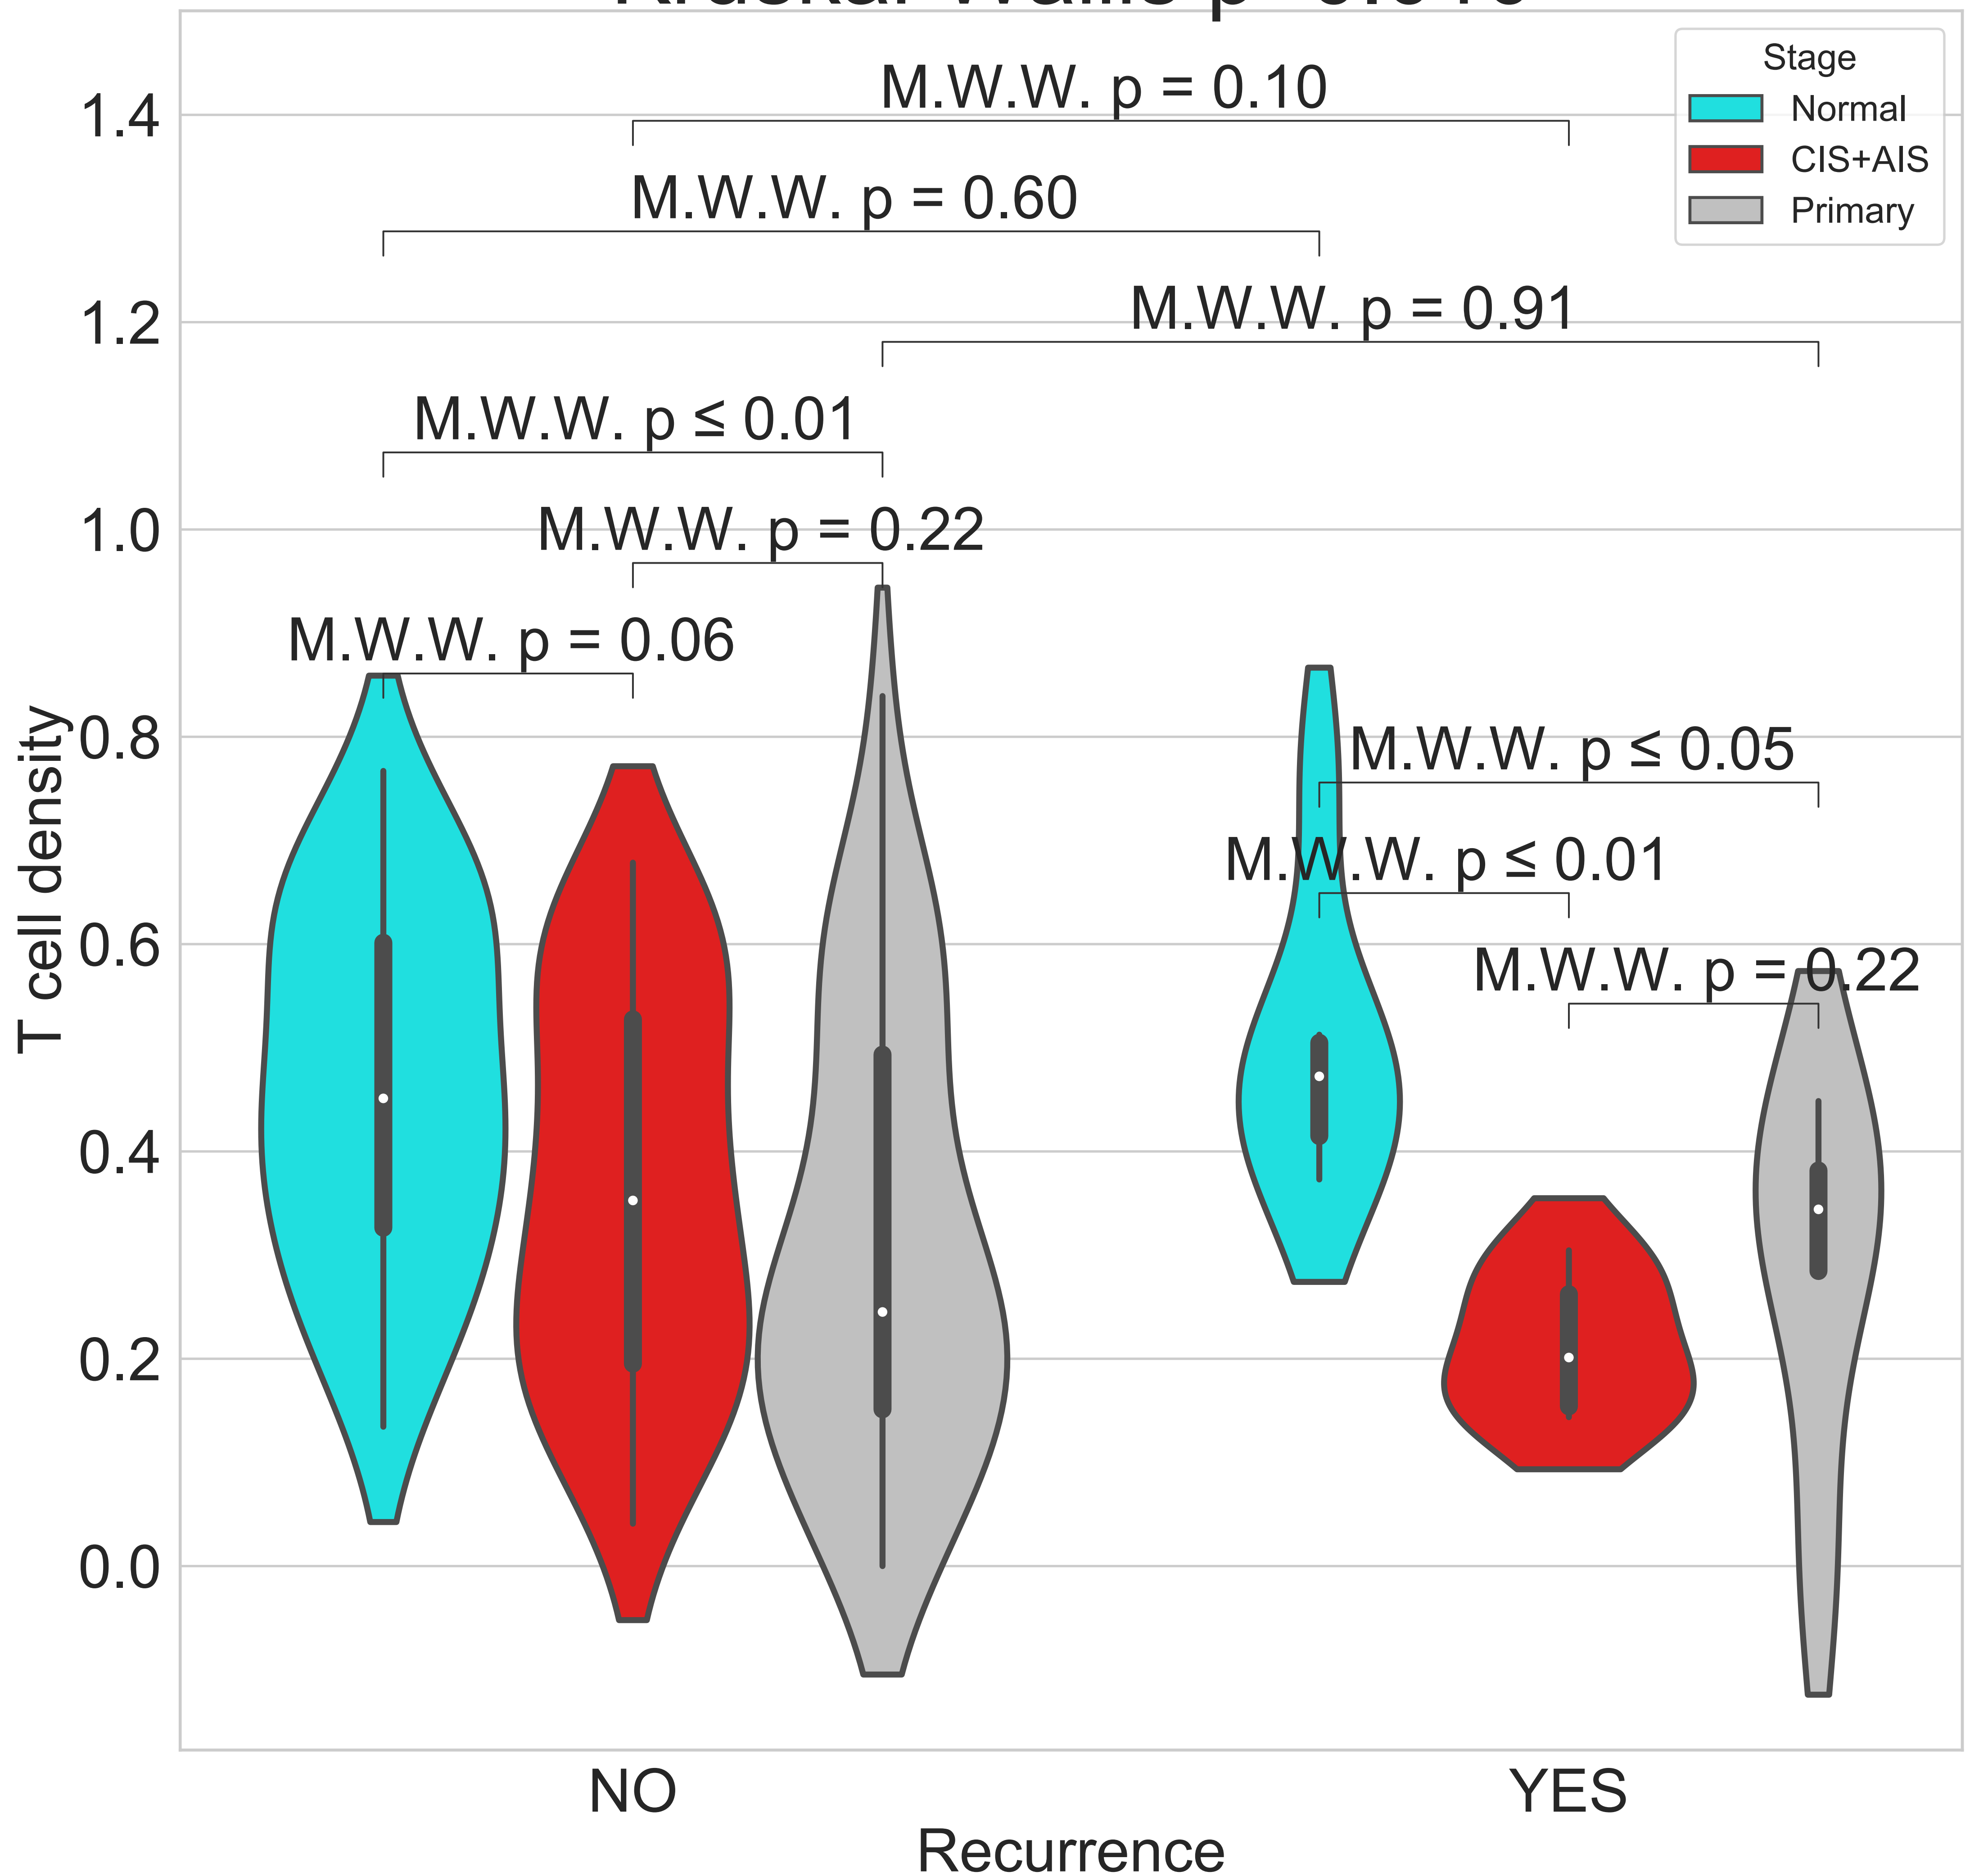 Stage
Normal
CIS+AIS
Primary
M.W.W. p = 0.10
M.W.W. p = 0.60
M.W.W. p = 0.91
M.W.W. p ≤ 0.01
M.W.W. p = 0.22
M.W.W. p = 0.06
M.W.W. p ≤ 0.05
M.W.W. p ≤ 0.01
M.W.W. p = 0.22
1.4
1.2
1.0
0.8
0.6
0.4
0.2
0.0
T cell density
NO
YES
Recurrence